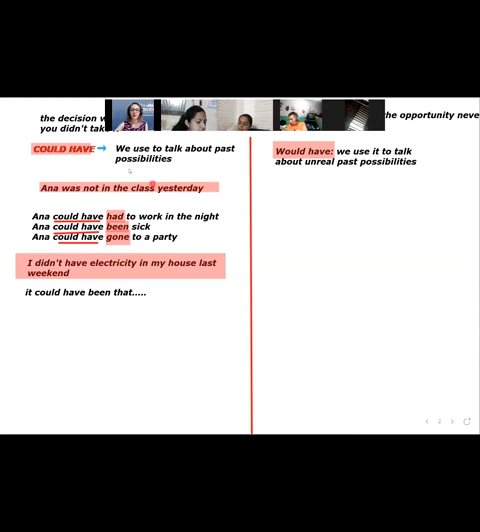 the decision w
you didn't tak
the opportunity neve
COULD HAVE
We use to talk about past
possibilities
Ana was not in the class yesterday
Ana could have had to work in the night
Ana could have been sick
Ana could have gone to a party
I didn't have electricity in my house last
weekend
it could have been that.....
Would have: we use it to talk
about unreal past possibilities
2